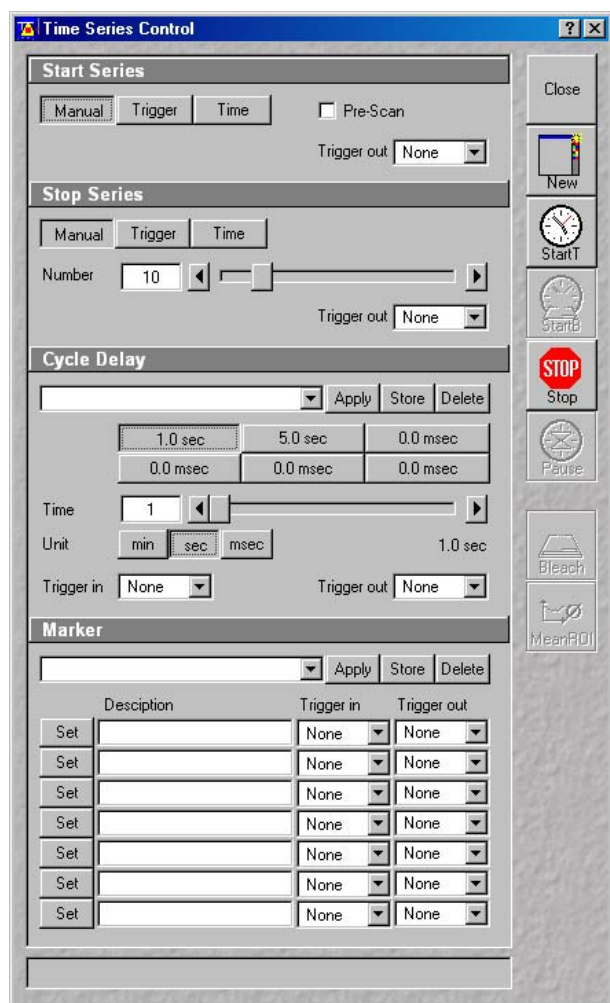 Time Series Control
Start Series
Manual Trigger Time Pre-Scan
Trigger out None
Stop Series
Manual Trigger Time
Number 10
Trigger out None
Cycle Delay
Apply Store Delete
1.0 sec 5.0 sec 0.0 msec
0.0 msec 0.0 msec 0.0 msec
Time 1
Unit min sec msec 1.0 sec
Trigger in None Trigger out None
Marker
Apply Store Delete
Desciption Trigger in Trigger out
Set None None
Set None None
Set None None
Set None None
Set None None
Set None None
Set None None
Close
New
StartT
StartB
STOP
Stop
Pause
Bleach
MeanROI